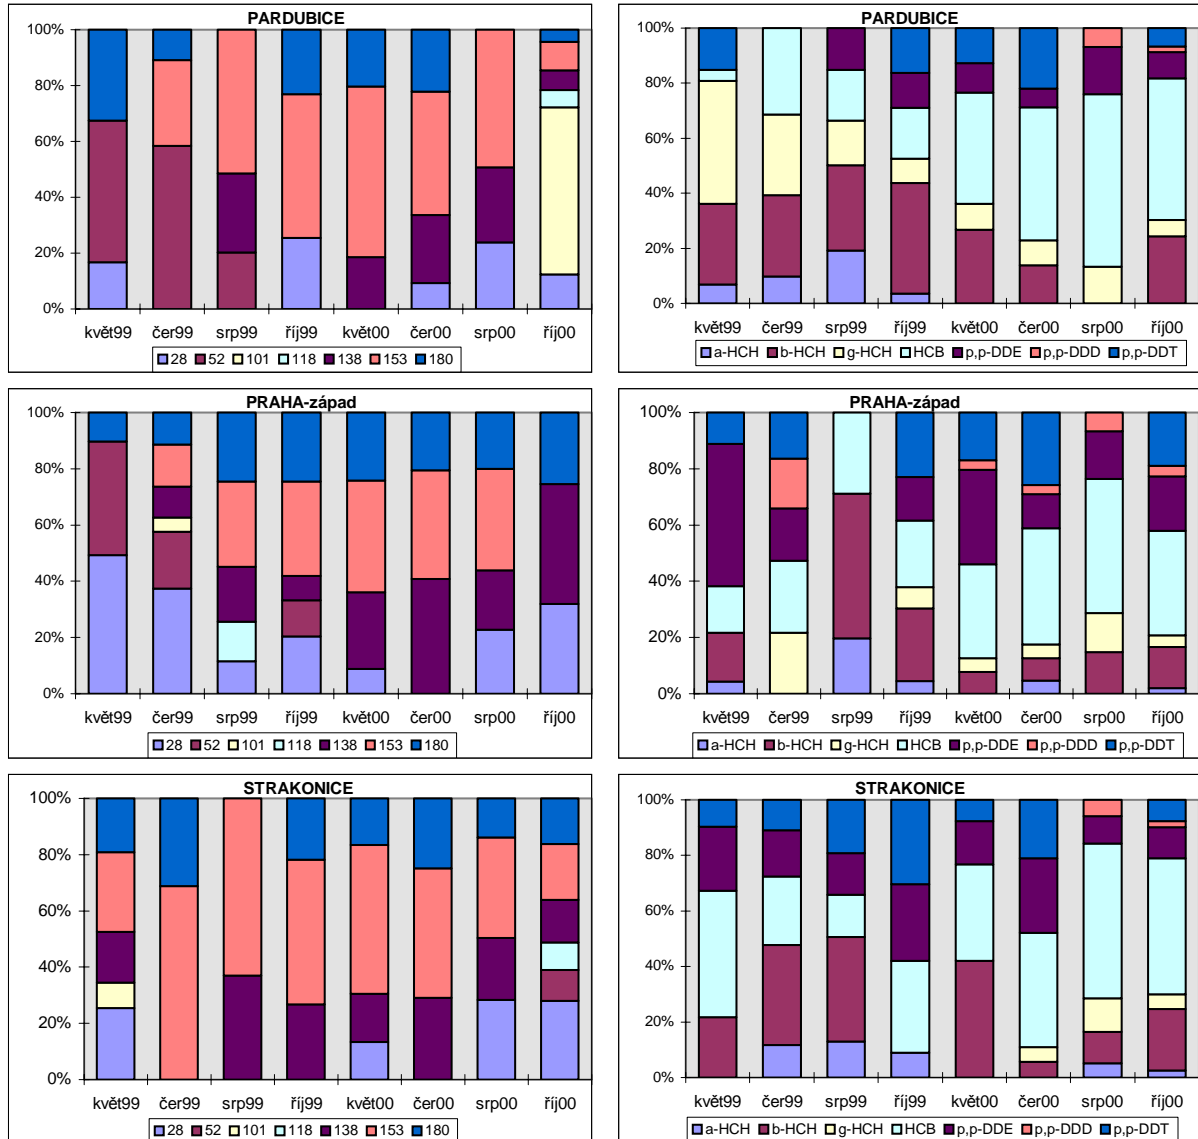 PARDUBICE
100%
80%
60%
40%
20%
0%
květ99 čer99 srp99 říj99 květ00 čer00 srp00 říj00
28 52 101 118 138 153 180
PARDUBICE
100%
80%
60%
40%
20%
0%
květ99 čer99 srp99 říj99 květ00 čer00 srp00 říj00
a-HCH b-HCH g-HCH HCB p,p-DDE p,p-DDD p,p-DDT
PRAHA-západ
100%
80%
60%
40%
20%
0%
květ99 čer99 srp99 říj99 květ00 čer00 srp00 říj00
28 52 101 118 138 153 180
PRAHA-západ
100%
80%
60%
40%
20%
0%
květ99 čer99 srp99 říj99 květ00 čer00 srp00 říj00
a-HCH b-HCH g-HCH HCB p,p-DDE p,p-DDD p,p-DDT
STRAKONICE
100%
80%
60%
40%
20%
0%
květ99 čer99 srp99 říj99 květ00 čer00 srp00 říj00
28 52 101 118 138 153 180
STRAKONICE
100%
80%
60%
40%
20%
0%
květ99 čer99 srp99 říj99 květ00 čer00 srp00 říj00
a-HCH b-HCH g-HCH HCB p,p-DDE p,p-DDD p,p-DDT